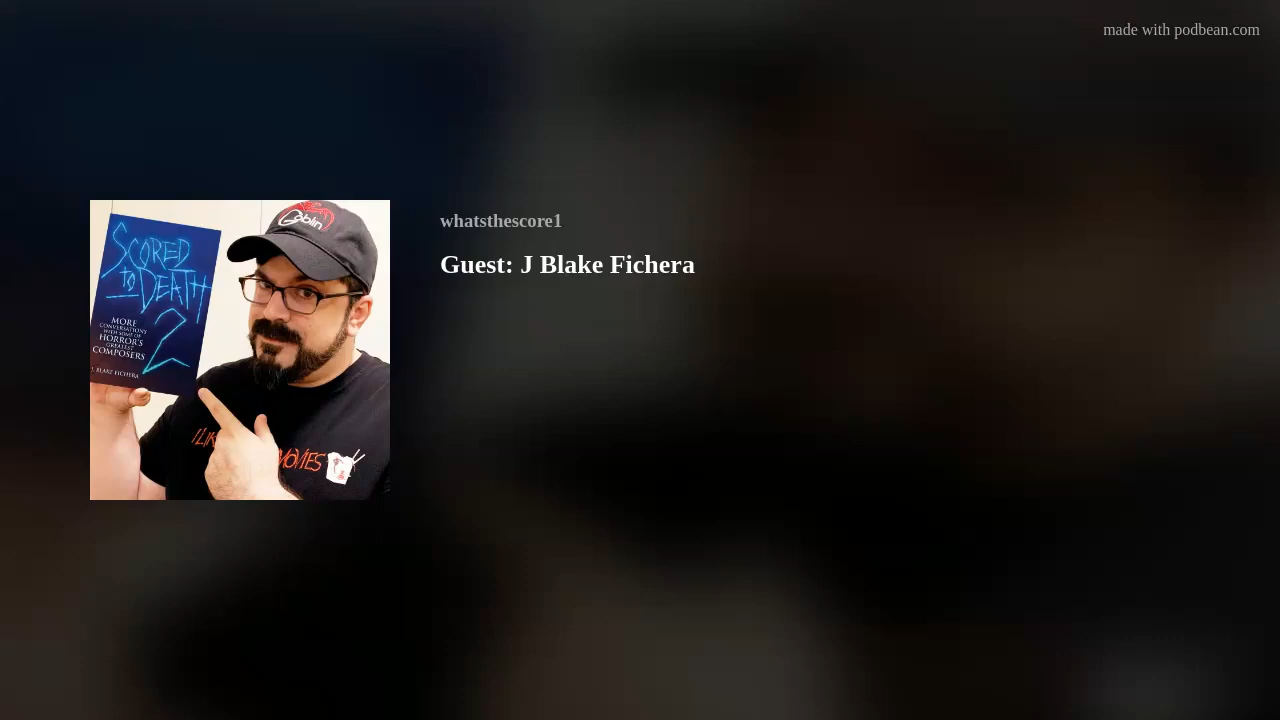 made with podbean.com
whatsthescore1
Guest: J Blake Fichera
Goblin
SCORED
to DEATH
2
MORE
CONVERSATIONS
WITH SOME OF
HORROR'S
GREATEST
COMPOSERS
J. BLAKE FICHERA
I LIK
MOVIES